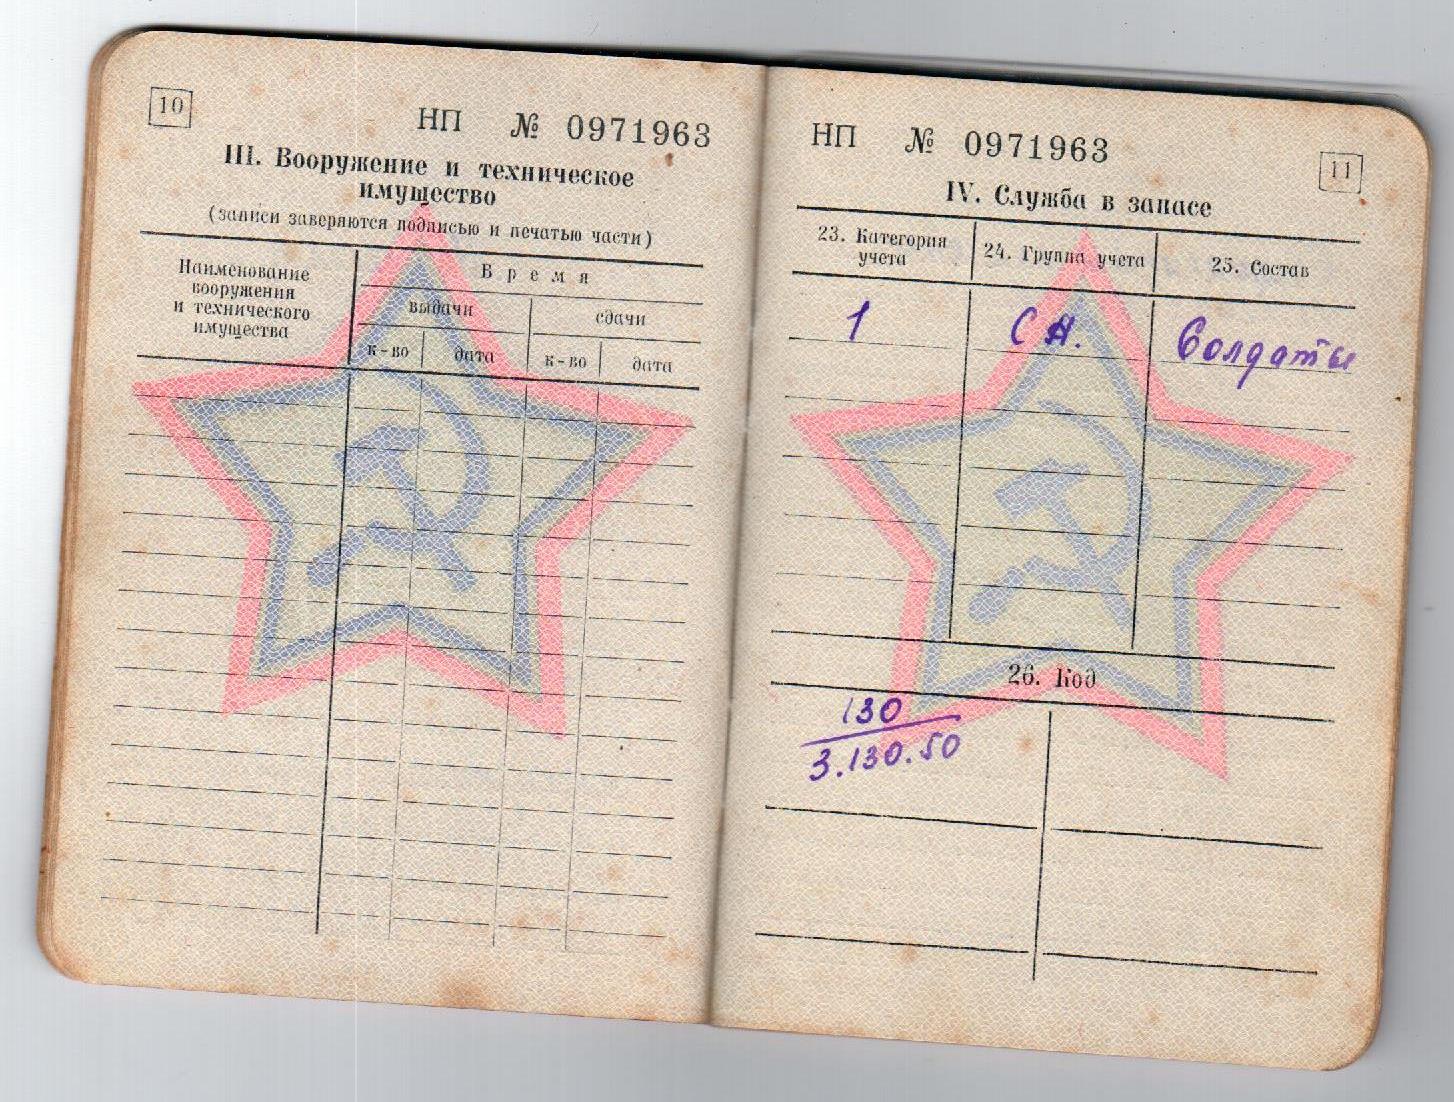 10
НП № 0971963
III. Вооружение и техническое
имущество
(записи заверяются подписью и печатью части)
Наименование
вооружения
и технического
имущества
Время
выдачи
сдачи
к-во
дата
к-во
дата
НП № 0971963
11
IV. Служба в запасе
23. Категория
учета
24. Группа учета
25. Состав
1
СА.
Солдаты
26. Код
130
3.130.50